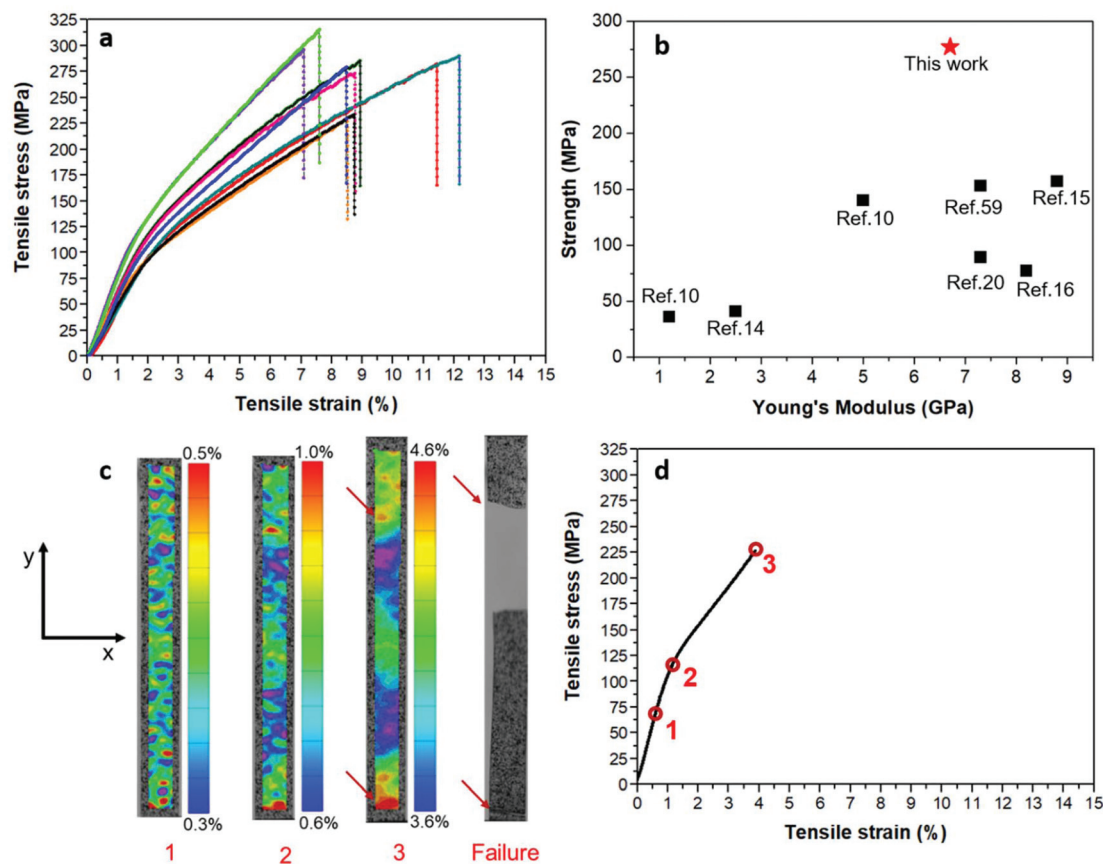 a
Tensile stress (MPa)
325
300
275
250
225
200
175
150
125
100
75
50
25
0
0 1 2 3 4 5 6 7 8 9 10 11 12 13 14 15
Tensile strain (%)
b
Strength (MPa)
300
250
200
150
100
50
0
This work
Ref.10
Ref.59
Ref.15
Ref.20
Ref.16
Ref.10
Ref.14
1 2 3 4 5 6 7 8 9
Young's Modulus (GPa)
c
y
x
0.5%
0.3%
1
1.0%
0.6%
2
4.6%
3.6%
3
Failure
d
Tensile stress (MPa)
325
300
275
250
225
200
175
150
125
100
75
50
25
0
3
2
1
0 1 2 3 4 5 6 7 8 9 10 11 12 13 14 15
Tensile strain (%)